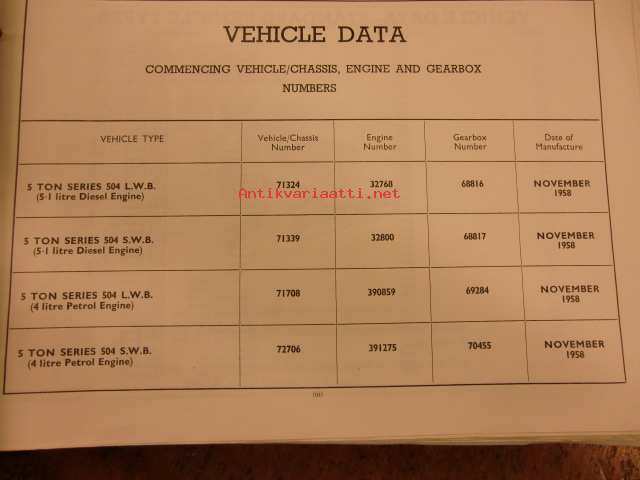 VEHICLE DATA
COMMENCING VEHICLE/CHASSIS, ENGINE AND GEARBOX
NUMBERS
VEHICLE TYPE
Vehicle/Chassis
Number
Engine
Number
Gearbox
Number
Date of
Manufacture
5 TON SERIES 504 L.W.B.
(5·1 litre Diesel Engine)
71324
32768
68816
NOVEMBER
1958
Antikvariaatti.net
5 TON SERIES 504 S.W.B.
(5·1 litre Diesel Engine)
71339
32800
68817
NOVEMBER
1958
5 TON SERIES 504 L.W.B.
(4 litre Petrol Engine)
71708
390859
69284
NOVEMBER
1958
5 TON SERIES 504 S.W.B.
(4 litre Petrol Engine)
72706
391275
70455
NOVEMBER
1958